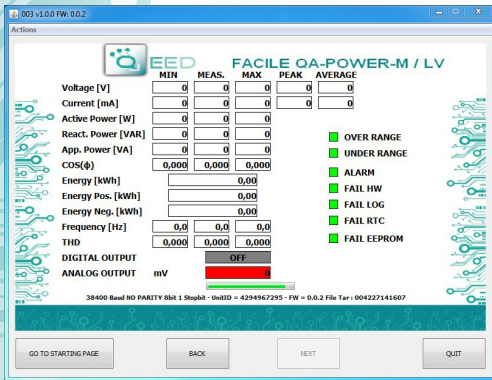 003 v1.0.0 FW: 0.0.2
Actions
QEED FACILE QA-POWER-M / LV
MIN MEAS. MAX PEAK AVERAGE
Voltage [V] 0 0 0 0 0
Current [mA] 0 0 0 0 0
Active Power [W] 0 0 0
React. Power [VAR] 0 0 0 OVER RANGE
App. Power [VA] 0 0 0 UNDER RANGE
COS(ϕ) 0,000 0,000 0,000 ALARM
Energy [kWh] 0,00 FAIL HW
Energy Pos. [kWh] 0,00 FAIL LOG
Energy Neg. [kWh] 0,00 FAIL RTC
Frequency [Hz] 0,0 0,0 0,0 FAIL EEPROM
THD 0,000 0,000 0,000
DIGITAL OUTPUT OFF
ANALOG OUTPUT mV 0
38400 Baud NO PARITY 8bit 1 Stopbit - UnitID = 4294967295 - FW = 0.0.2 File Tar : 004227141607
GO TO STARTING PAGE BACK NEXT QUIT